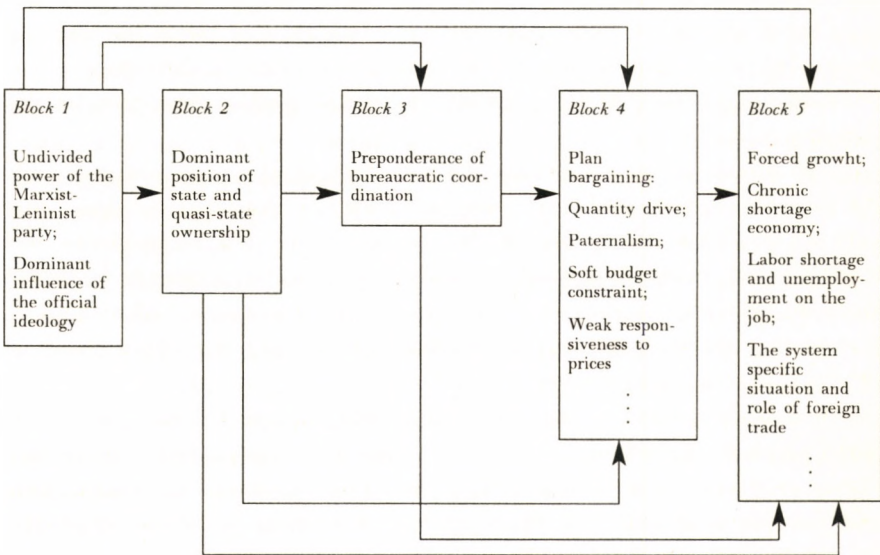 Block 1
Undivided
power of the
Marxist-
Leninist
party;
Dominant
influence of
the official
ideology
Block 2
Dominant
position of
state and
quasi-state
ownership
Block 3
Preponderance of
bureaucratic coor-
dination
Block 4
Plan
bargaining:
Quantity drive;
Paternalism;
Soft budget
constraint;
Weak respon-
siveness to
prices
.
.
.
Block 5
Forced growht;
Chronic
shortage
economy;
Labor shortage
and unemploy-
ment on the
job;
The system
specific
situation and
role of foreign
trade
.
.
.